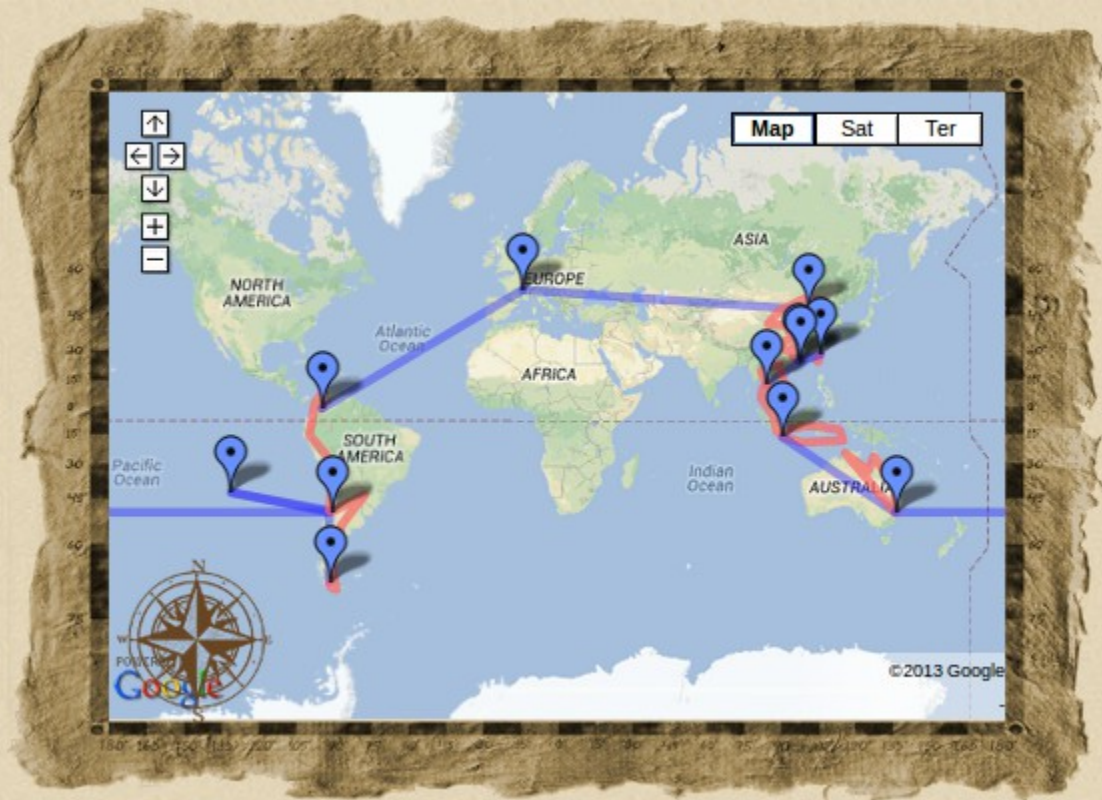 Map Sat Ter
ASIA
EUROPE
NORTH
AMERICA
Atlantic
Ocean
AFRICA
SOUTH
AMERICA
Pacific
Ocean
Indian
Ocean
AUSTRALIA
N
W E
S
POWERED
Google
©2013 Google